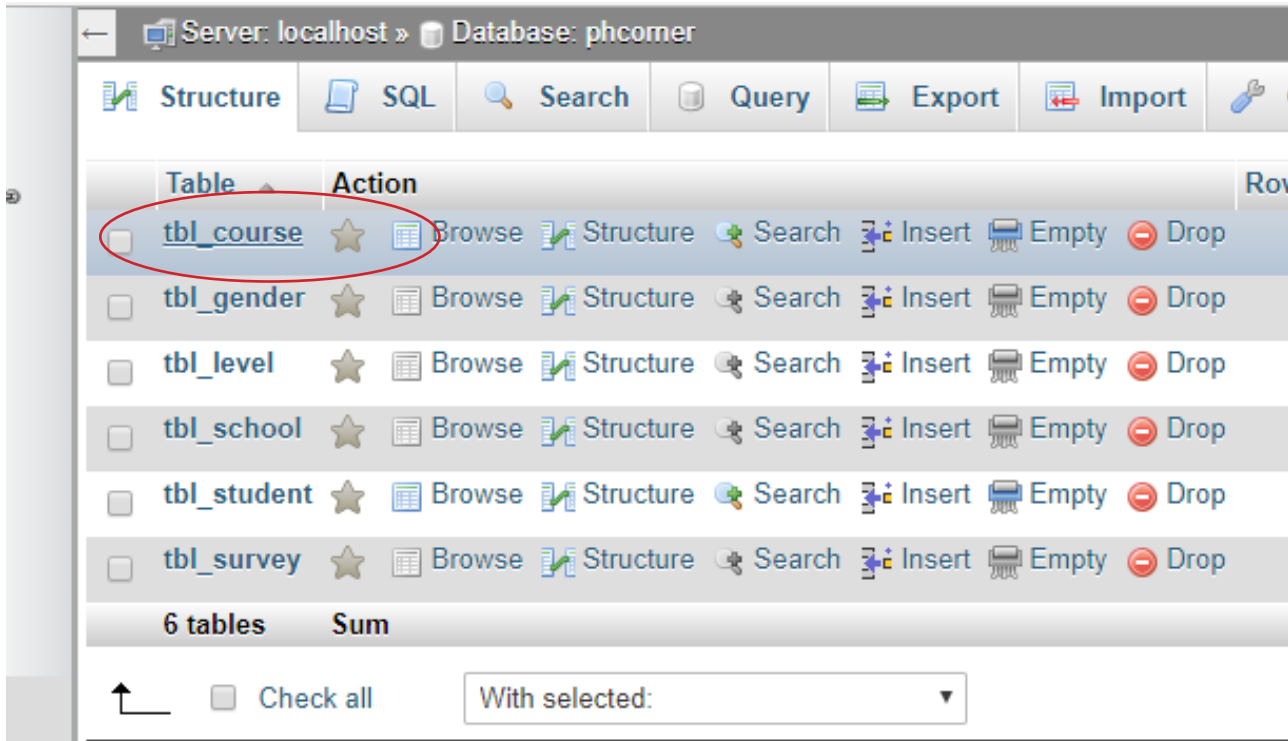 Server: localhost » Database: phcorner
Structure SQL Search Query Export Import
Table Action
tbl_course Browse Structure Search Insert Empty Drop
tbl_gender Browse Structure Search Insert Empty Drop
tbl_level Browse Structure Search Insert Empty Drop
tbl_school Browse Structure Search Insert Empty Drop
tbl_student Browse Structure Search Insert Empty Drop
tbl_survey Browse Structure Search Insert Empty Drop
6 tables Sum
Check all With selected: